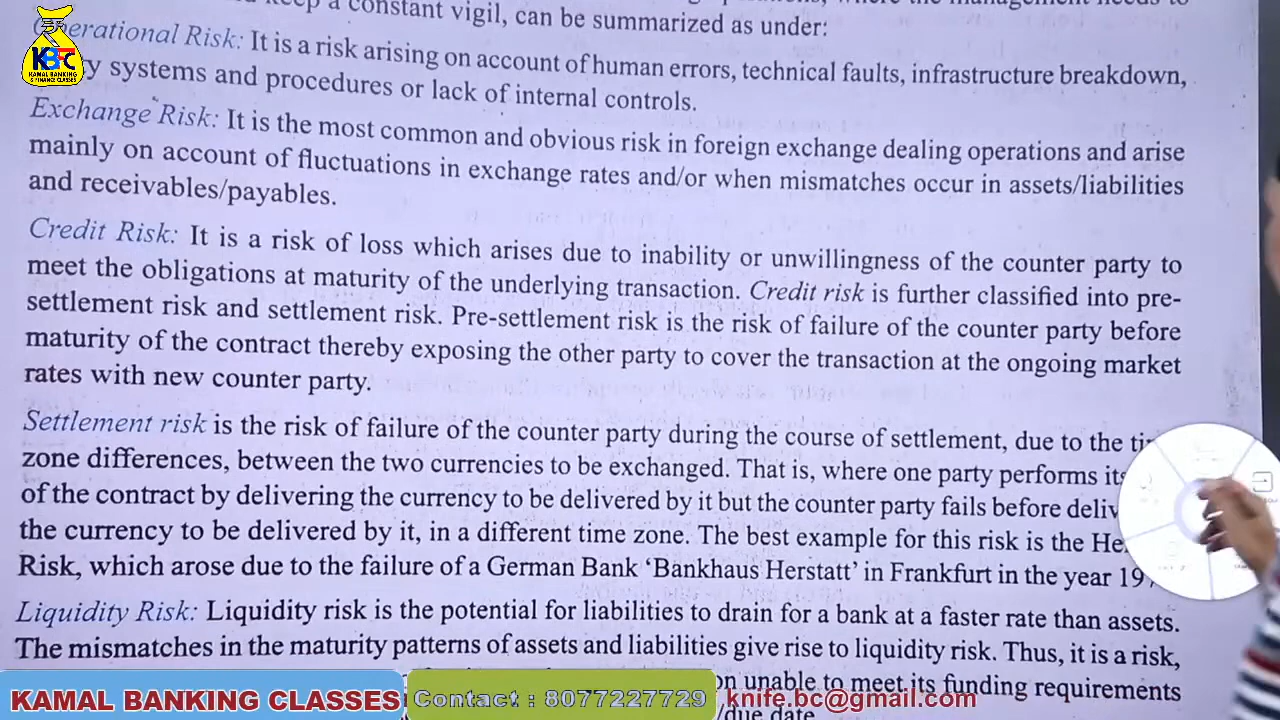 keep a constant vigil, can be summarized as under:
Operational Risk: It is a risk arising on account of human errors, technical faults, infrastructure breakdown,
systems and procedures or lack of internal controls.
KBC
KAMAL BANKING
& FINANCE CLASSES
Exchange Risk: It is the most common and obvious risk in foreign exchange dealing operations and arise
mainly on account of fluctuations in exchange rates and/or when mismatches occur in assets/liabilities
and receivables/payables.
Credit Risk: It is a risk of loss which arises due to inability or unwillingness of the counter party to
meet the obligations at maturity of the underlying transaction. Credit risk is further classified into pre-
settlement risk and settlement risk. Pre-settlement risk is the risk of failure of the counter party before
maturity of the contract thereby exposing the other party to cover the transaction at the ongoing market
rates with new counter party.
Settlement risk is the risk of failure of the counter party during the course of settlement, due to the
zone differences, between the two currencies to be exchanged. That is, where one party performs its
of the contract by delivering the currency to be delivered by it but the counter party fails before
the currency to be delivered by it, in a different time zone. The best example for this risk is the
Risk, which arose due to the failure of a German Bank ‘Bankhaus Herstatt’ in Frankfurt in the year
Liquidity Risk: Liquidity risk is the potential for liabilities to drain for a bank at a faster rate than assets.
The mismatches in the maturity patterns of assets and liabilities give rise to liquidity risk. Thus, it is a risk,
unable to meet its funding requirements
/due date
KAMAL BANKING CLASSES
Contact : 8077227729
knife.bc@gmail.com